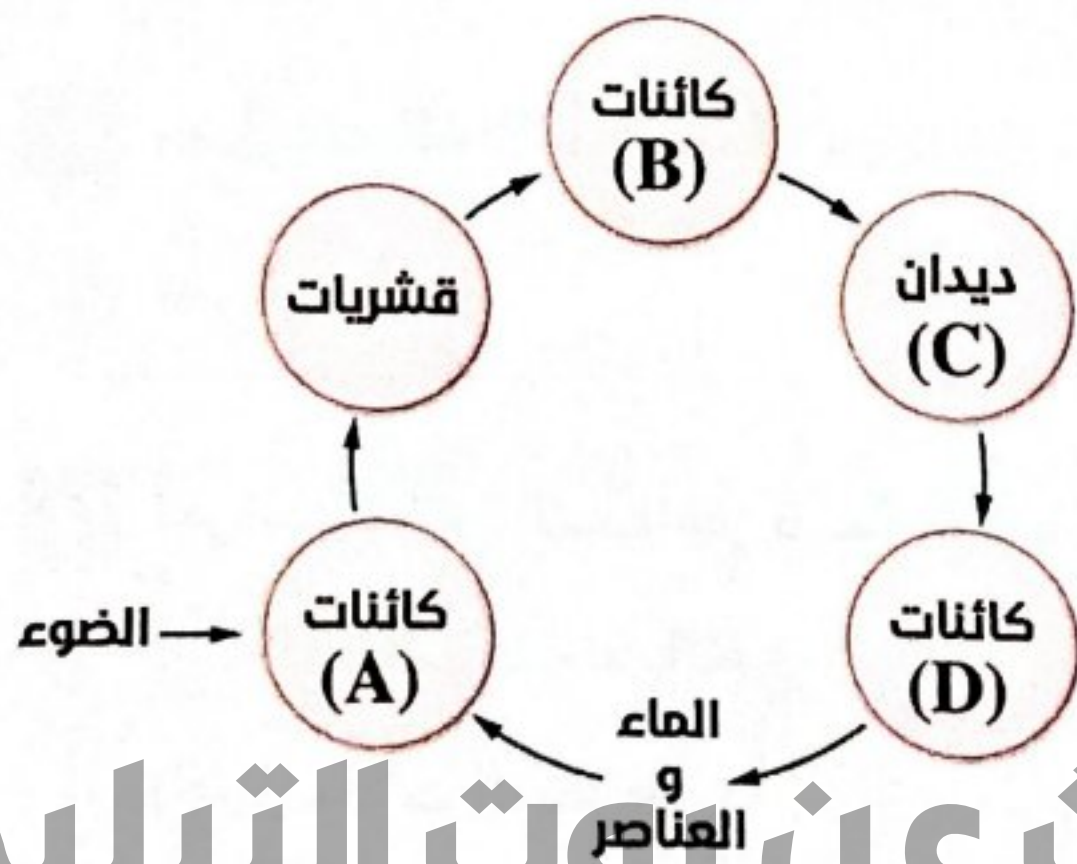 كائنات
(B)
قشريات
ديدان
(C)
الضوء
كائنات
(A)
كائنات
(D)
الماء
و
العناصر